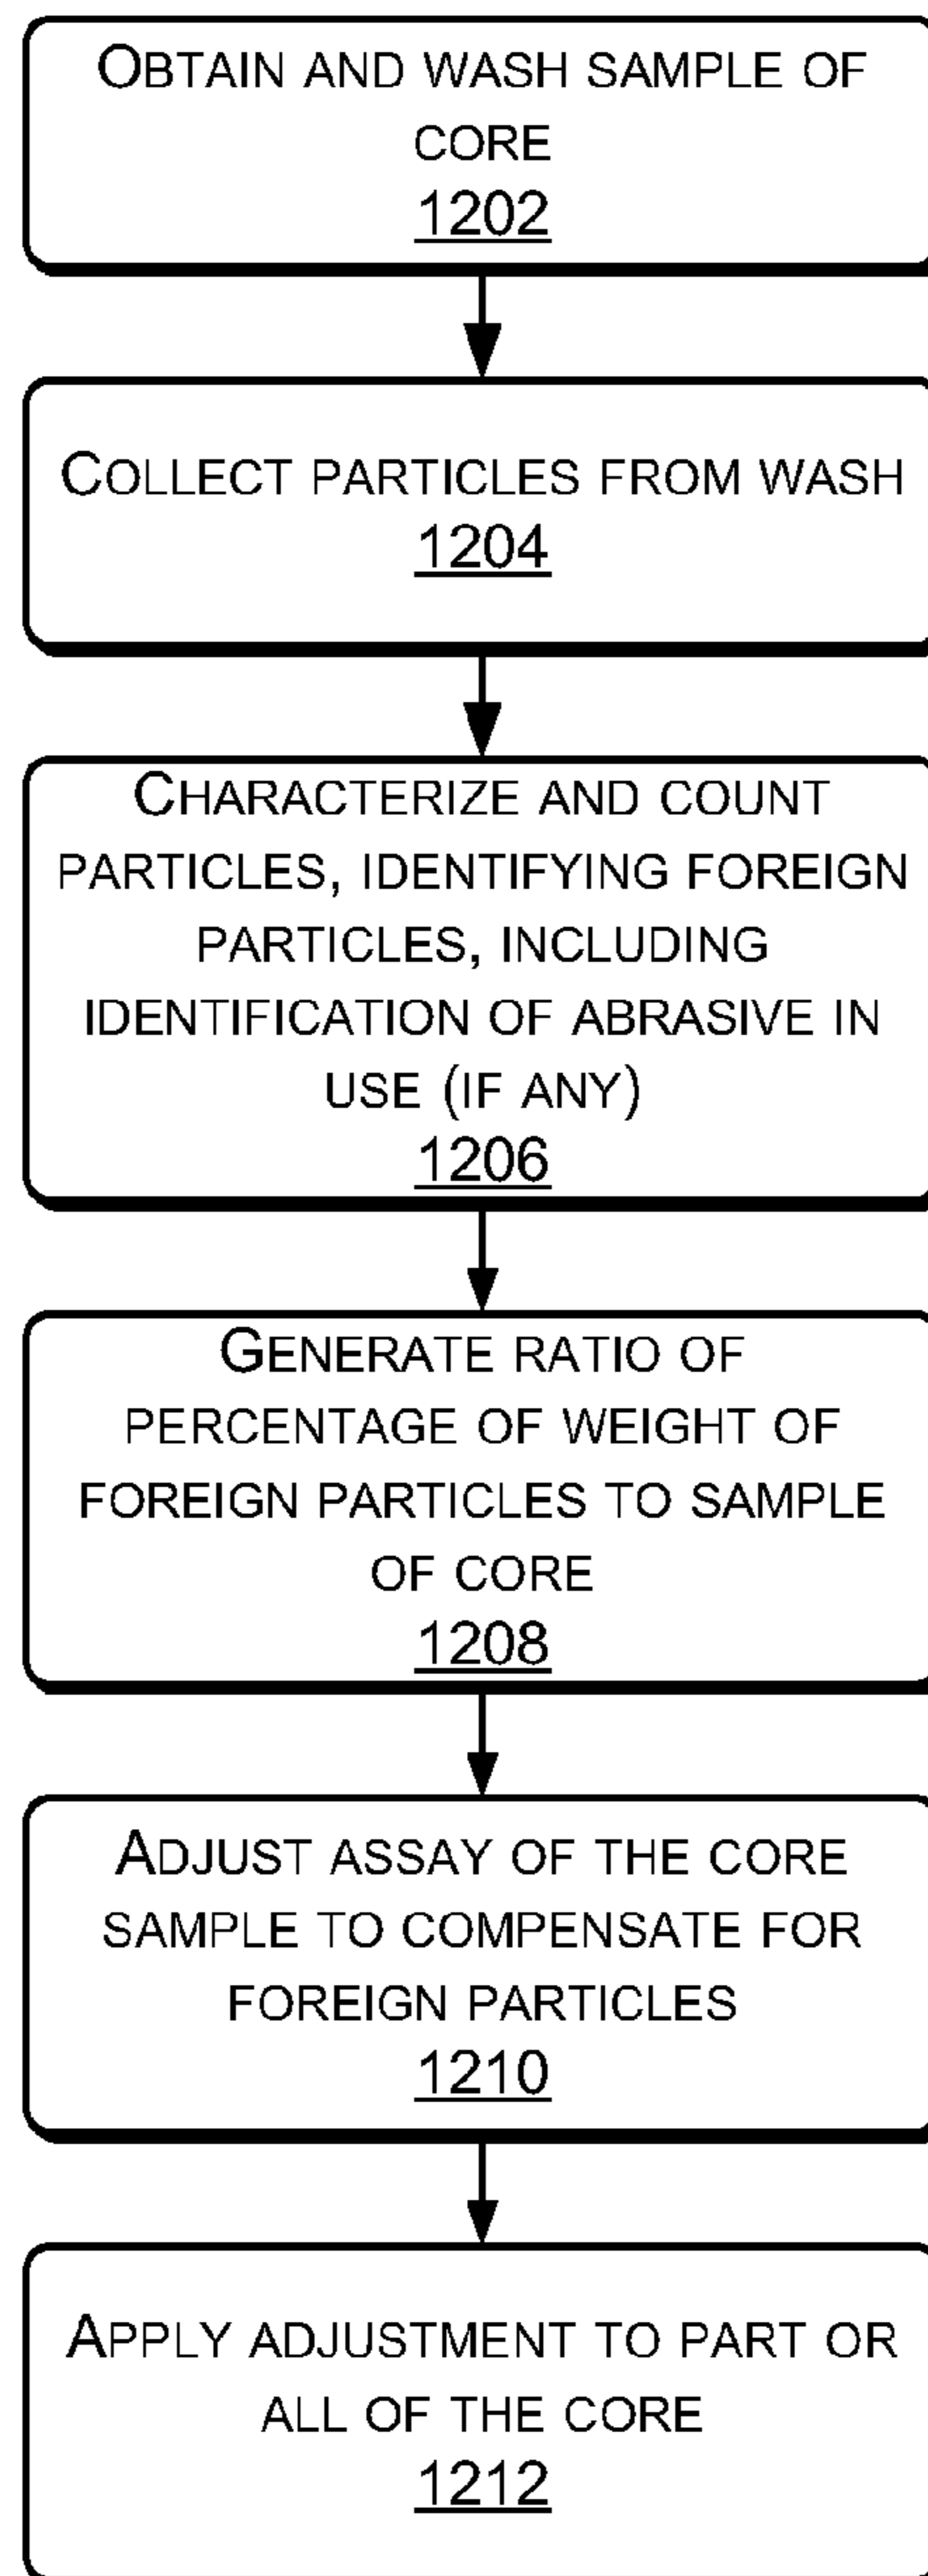 OBTAIN AND WASH SAMPLE OF
CORE
1202
COLLECT PARTICLES FROM WASH
1204
CHARACTERIZE AND COUNT
PARTICLES, IDENTIFYING FOREIGN
PARTICLES, INCLUDING
IDENTIFICATION OF ABRASIVE IN
USE (IF ANY)
1206
GENERATE RATIO OF
PERCENTAGE OF WEIGHT OF
FOREIGN PARTICLES TO SAMPLE
OF CORE
1208
ADJUST ASSAY OF THE CORE
SAMPLE TO COMPENSATE FOR
FOREIGN PARTICLES
1210
APPLY ADJUSTMENT TO PART OR
ALL OF THE CORE
1212